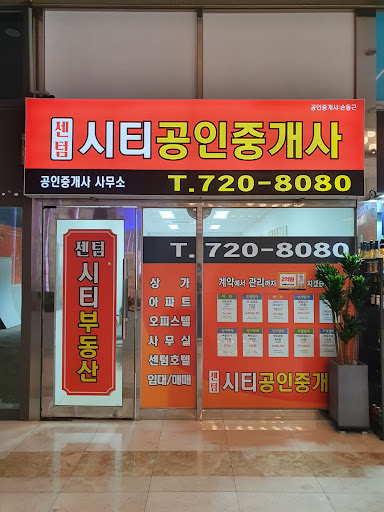 공인중개사:손동근
센텀 시티공인중개사
공인중개사 사무소 T.720-8080
T.720-8080
센텀 시티부동산
상가
아파트
오피스텔
사무실
센텀호텔
임대/매매
계약에서 관리까지
센텀 시티공인중개